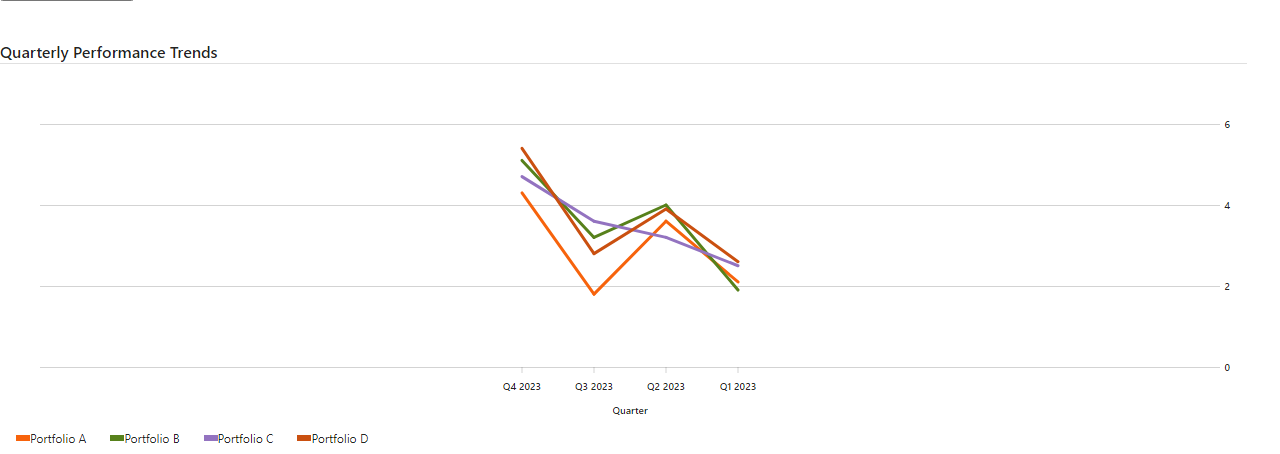 Quarterly Performance Trends
6
4
2
0
Q4 2023 Q3 2023 Q2 2023 Q1 2023
Quarter
Portfolio A Portfolio B Portfolio C Portfolio D